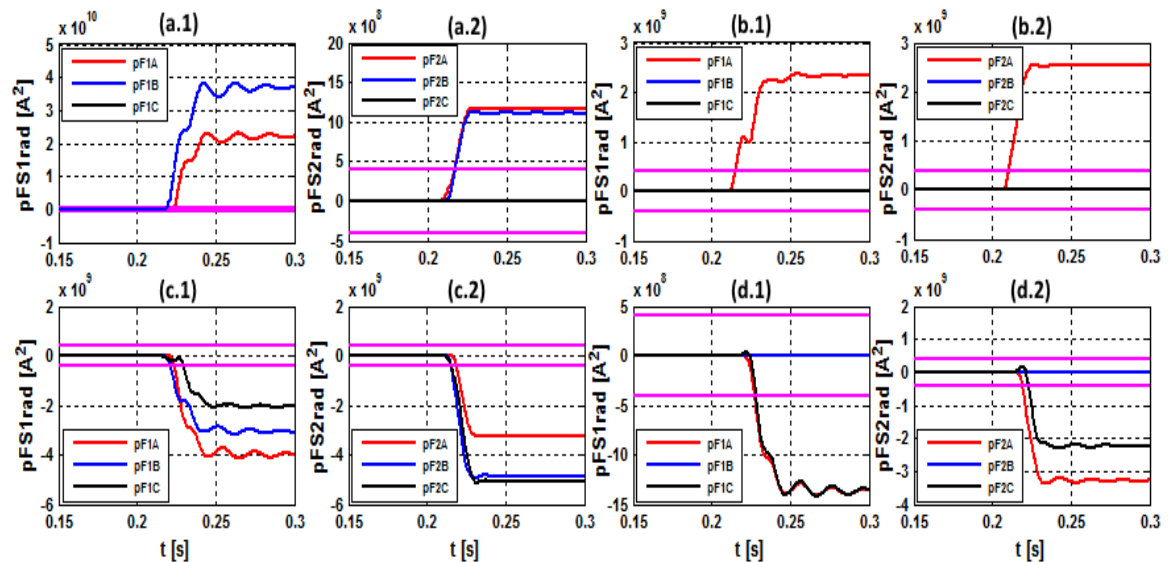 (a.1)
x 10^10
pFS1rad [A^2]
5
4
3
2
1
0
-1
pF1A
pF1B
pF1C
0.15 0.2 0.25 0.3
(a.2)
x 10^8
pFS2rad [A^2]
20
15
10
5
0
-5
pF2A
pF2B
pF2C
0.15 0.2 0.25 0.3
(b.1)
x 10^9
pFS1rad [A^2]
3
2
1
0
-1
pF1A
pF1B
pF1C
0.15 0.2 0.25 0.3
(b.2)
x 10^9
pFS2rad [A^2]
3
2
1
0
-1
pF2A
pF2B
pF2C
0.15 0.2 0.25 0.3
(c.1)
x 10^9
pFS1rad [A^2]
2
0
-2
-4
-6
pF1A
pF1B
pF1C
0.15 0.2 0.25 0.3
t [s]
(c.2)
x 10^9
pFS2rad [A^2]
2
0
-2
-4
-6
pF2A
pF2B
pF2C
0.15 0.2 0.25 0.3
t [s]
(d.1)
x 10^8
pFS1rad [A^2]
5
0
-5
-10
-15
pF1A
pF1B
pF1C
0.15 0.2 0.25 0.3
t [s]
(d.2)
x 10^9
pFS2rad [A^2]
2
1
0
-1
-2
-3
-4
pF2A
pF2B
pF2C
0.15 0.2 0.25 0.3
t [s]